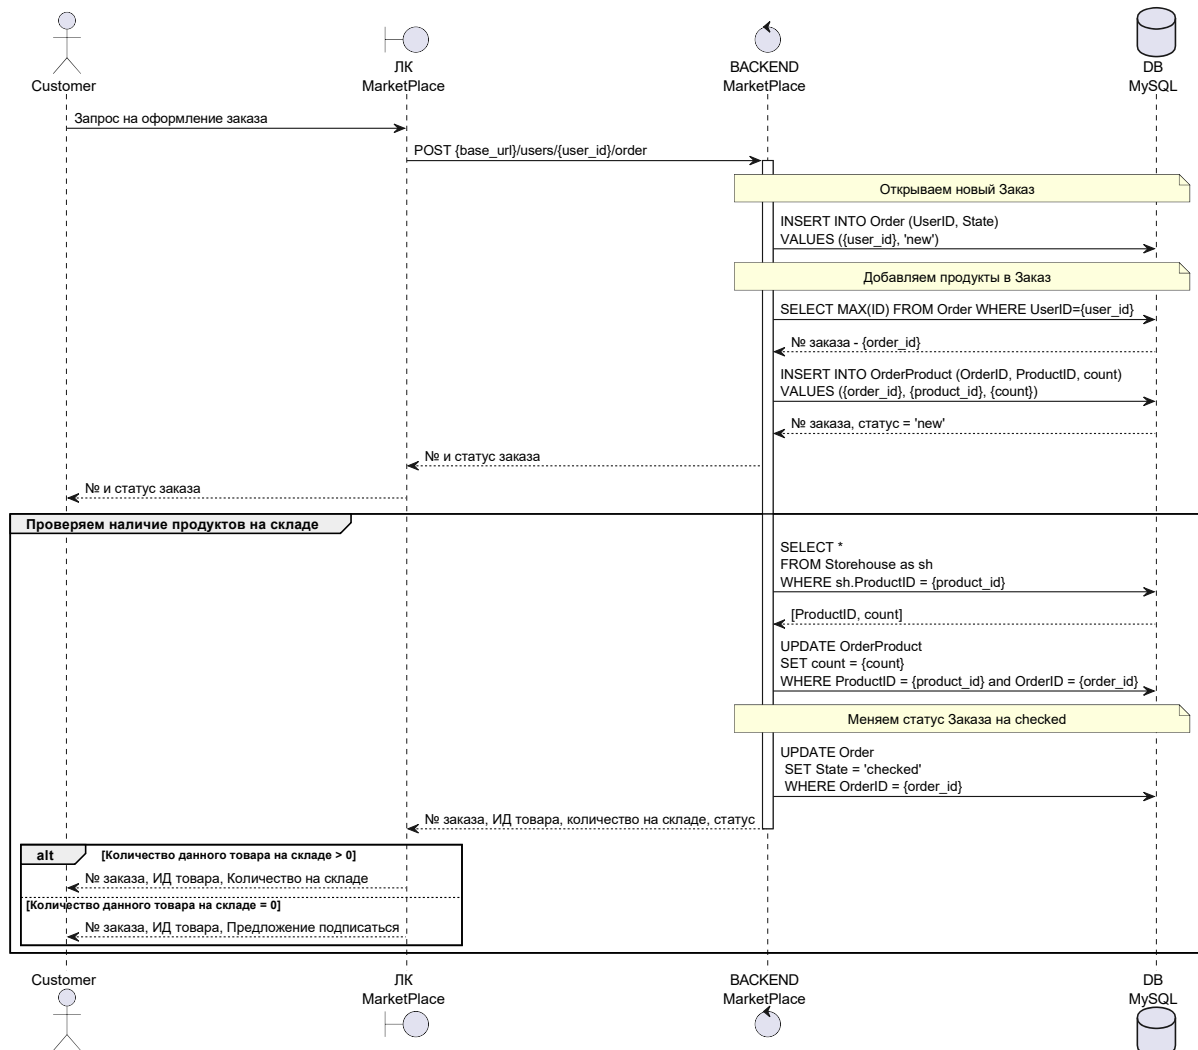 Customer
ЛК
MarketPlace
BACKEND
MarketPlace
DB
MySQL
Запрос на оформление заказа
POST {base_url}/users/{user_id}/order
Открываем новый Заказ
INSERT INTO Order (UserID, State)
VALUES ({user_id}, 'new')
Добавляем продукты в Заказ
SELECT MAX(ID) FROM Order WHERE UserID={user_id}
№ заказа - {order_id}
INSERT INTO OrderProduct (OrderID, ProductID, count)
VALUES ({order_id}, {product_id}, {count})
№ заказа, статус = 'new'
№ и статус заказа
№ и статус заказа
Проверяем наличие продуктов на складе
SELECT *
FROM Storehouse as sh
WHERE sh.ProductID = {product_id}
[ProductID, count]
UPDATE OrderProduct
SET count = {count}
WHERE ProductID = {product_id} and OrderID = {order_id}
Меняем статус Заказа на checked
UPDATE Order
SET State = 'checked'
WHERE OrderID = {order_id}
№ заказа, ИД товара, количество на складе, статус
alt [Количество данного товара на складе > 0]
№ заказа, ИД товара, Количество на складе
[Количество данного товара на складе = 0]
№ заказа, ИД товара, Предложение подписаться
Customer
ЛК
MarketPlace
BACKEND
MarketPlace
DB
MySQL